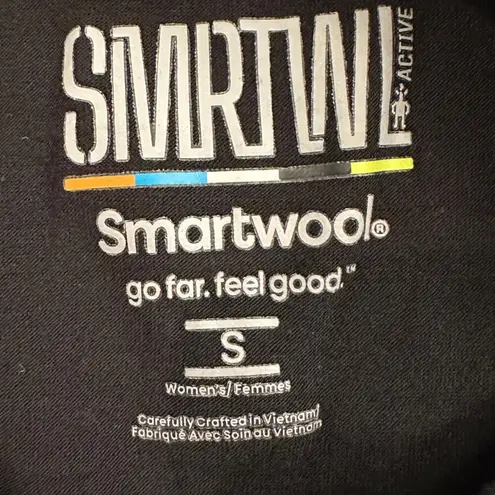 SMRTWL ACTIVE
Smartwool®
go far. feel good.™
S
Women's/Femmes
Carefully Crafted in Vietnam/
Fabriqué Avec Soin au Vietnam